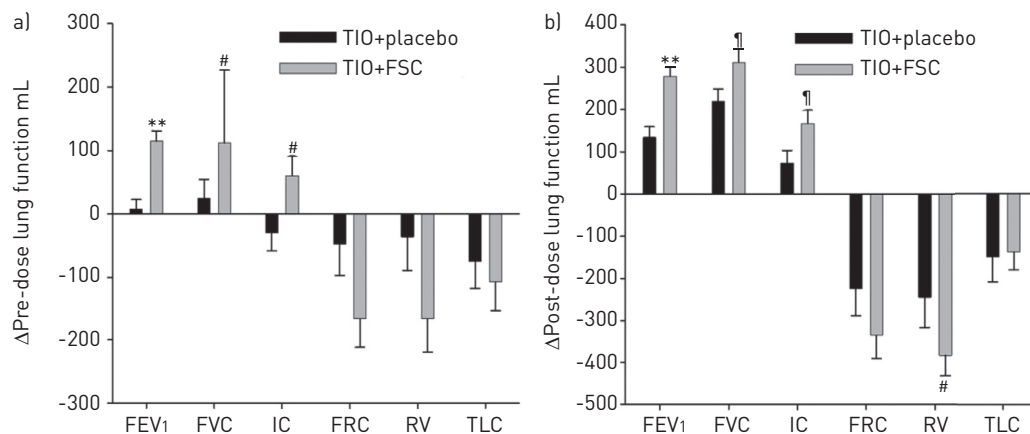 a)
ΔPre-dose lung function mL
300
200
100
0
-100
-200
-300
TIO+placebo
TIO+FSC
**
#
#
FEV1 FVC IC FRC RV TLC
b)
ΔPost-dose lung function mL
400
300
200
100
0
-100
-200
-300
-400
-500
TIO+placebo
TIO+FSC
**
¶
¶
#
FEV1 FVC IC FRC RV TLC